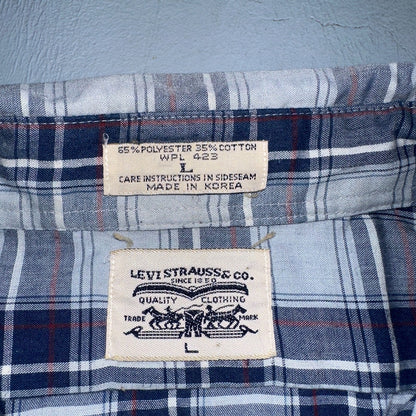 65% POLYESTER 35% COTTON
WPL 423
L
CARE INSTRUCTIONS IN SIDESEAM
MADE IN KOREA
LEVI STRAUSS & CO.
SINCE 1850
QUALITY CLOTHING
TRADE MARK
L